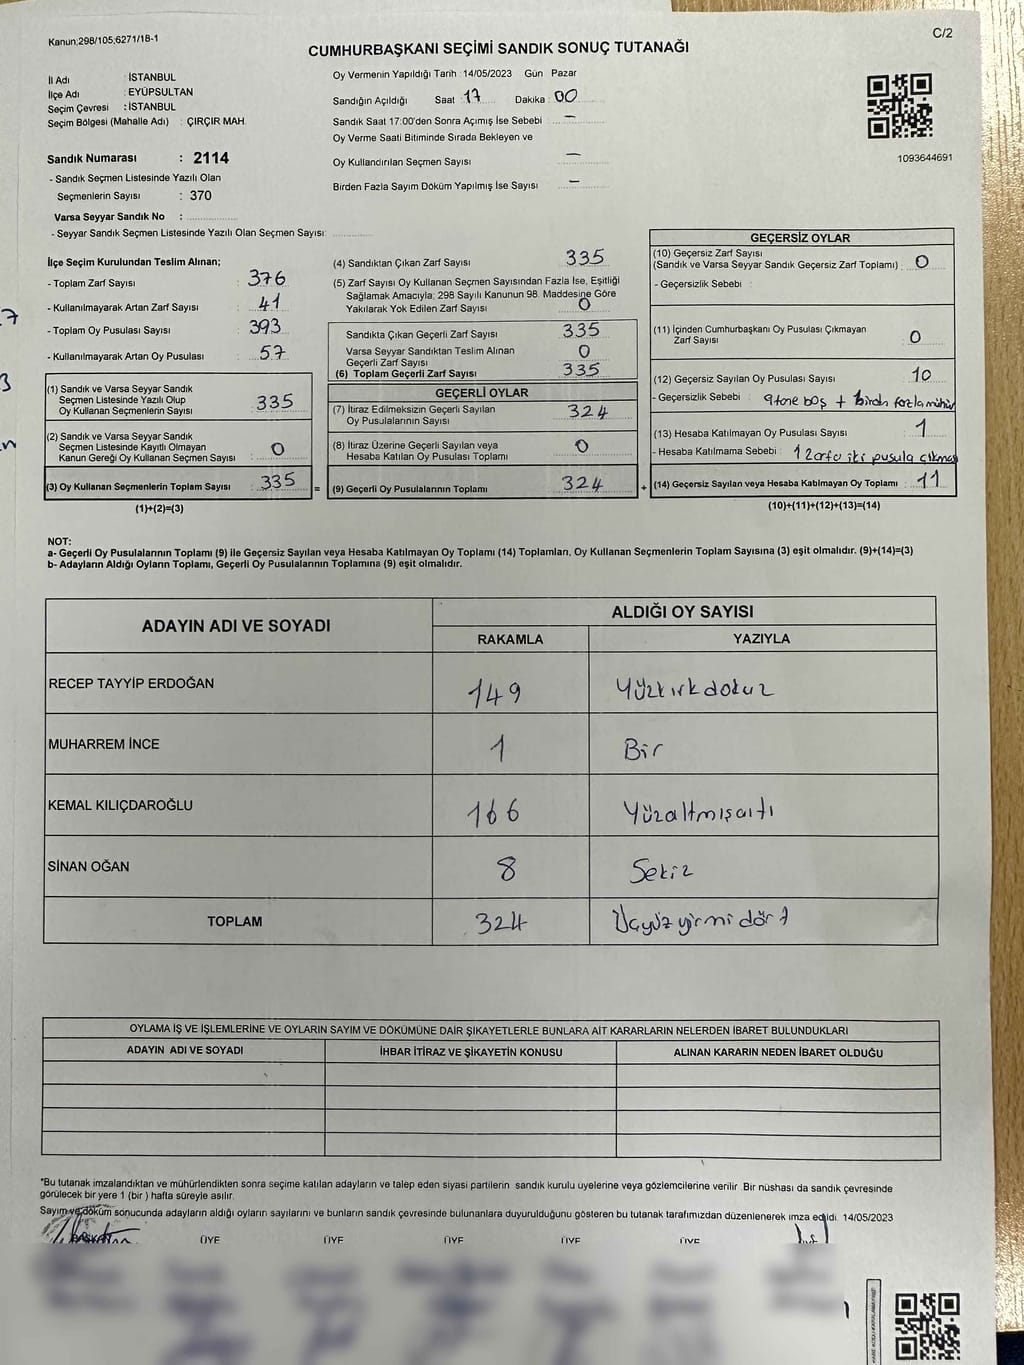 Kanun;298/105;6271/18-1
C/2
CUMHURBAŞKANI SEÇİMİ SANDIK SONUÇ TUTANAĞI
İl Adı : İSTANBUL
İlçe Adı : EYÜPSULTAN
Seçim Çevresi : İSTANBUL
Seçim Bölgesi (Mahalle Adı) : ÇIRÇIR MAH.
Sandık Numarası : 2114
- Sandık Seçmen Listesinde Yazılı Olan
Seçmenlerin Sayısı : 370
Varsa Seyyar Sandık No :
- Seyyar Sandık Seçmen Listesinde Yazılı Olan Seçmen Sayısı:
Oy Vermenin Yapıldığı Tarih :14/05/2023 Gün Pazar
Sandığın Açıldığı Saat 17 Dakika 00
Sandık Saat 17:00'den Sonra Açımış İse Sebebi : —
Oy Verme Saati Bitiminde Sırada Bekleyen ve
Oy Kullandırılan Seçmen Sayısı —
Birden Fazla Sayım Döküm Yapılmış İse Sayısı : —
1093644691
İlçe Seçim Kurulundan Teslim Alınan;
- Toplam Zarf Sayısı : 376
- Kullanılmayarak Artan Zarf Sayısı : 41
- Toplam Oy Pusulası Sayısı : 393
- Kullanılmayarak Artan Oy Pusulası : 57
(1) Sandık ve Varsa Seyyar Sandık
Seçmen Listesinde Yazılı Olup
Oy Kullanan Seçmenlerin Sayısı : 335
(2) Sandık ve Varsa Seyyar Sandık
Seçmen Listesinde Kayıtlı Olmayan
Kanun Gereği Oy Kullanan Seçmen Sayısı : 0
(3) Oy Kullanan Seçmenlerin Toplam Sayısı : 335 =
(1)+(2)=(3)
(4) Sandıktan Çıkan Zarf Sayısı 335
(5) Zarf Sayısı Oy Kullanan Seçmen Sayısından Fazla İse, Eşitliği
Sağlamak Amacıyla; 298 Sayılı Kanunun 98. Maddesine Göre
Yakılarak Yok Edilen Zarf Sayısı 0
Sandıkta Çıkan Geçerli Zarf Sayısı 335
Varsa Seyyar Sandıktan Teslim Alınan
Geçerli Zarf Sayısı 0
(6) Toplam Geçerli Zarf Sayısı 335
GEÇERLİ OYLAR
(7) İtiraz Edilmeksizin Geçerli Sayılan
Oy Pusulalarının Sayısı 324
(8) İtiraz Üzerine Geçerli Sayılan veya
Hesaba Katılan Oy Pusulası Toplamı 0
(9) Geçerli Oy Pusulalarının Toplamı 324 +
GEÇERSİZ OYLAR
(10) Geçersiz Zarf Sayısı
(Sandık ve Varsa Seyyar Sandık Geçersiz Zarf Toplamı) : 0
- Geçersizlik Sebebi :
(11) İçinden Cumhurbaşkanı Oy Pusulası Çıkmayan
Zarf Sayısı 0
(12) Geçersiz Sayılan Oy Pusulası Sayısı 10
- Geçersizlik Sebebi : 9 tane boş + birden fazla mühür
(13) Hesaba Katılmayan Oy Pusulası Sayısı : 1
- Hesaba Katılmama Sebebi : 1 zarfa iki pusula çıkması
(14) Geçersiz Sayılan veya Hesaba Katılmayan Oy Toplamı : 11
(10)+(11)+(12)+(13)=(14)
NOT:
a- Geçerli Oy Pusulalarının Toplamı (9) ile Geçersiz Sayılan veya Hesaba Katılmayan Oy Toplamı (14) Toplamları, Oy Kullanan Seçmenlerin Toplam Sayısına (3) eşit olmalıdır. (9)+(14)=(3)
b- Adayların Aldığı Oyların Toplamı, Geçerli Oy Pusulalarının Toplamına (9) eşit olmalıdır.
ADAYIN ADI VE SOYADI ALDIĞI OY SAYISI
RAKAMLA YAZIYLA
RECEP TAYYİP ERDOĞAN 149 Yüzkırkdokuz
MUHARREM İNCE 1 Bir
KEMAL KILIÇDAROĞLU 166 Yüzaltmışaltı
SİNAN OĞAN 8 Sekiz
TOPLAM 324 Üçyüzyirmidört
OYLAMA İŞ VE İŞLEMLERİNE VE OYLARIN SAYIM VE DÖKÜMÜNE DAİR ŞİKAYETLERLE BUNLARA AİT KARARLARIN NELERDEN İBARET BULUNDUKLARI
ADAYIN ADI VE SOYADI İHBAR İTİRAZ VE ŞİKAYETİN KONUSU ALINAN KARARIN NEDEN İBARET OLDUĞU
*Bu tutanak imzalandıktan ve mühürlendikten sonra seçime katılan adayların ve talep eden siyasi partilerin sandık kurulu üyelerine veya gözlemcilerine verilir. Bir nüshası da sandık çevresinde
görülecek bir yere 1 (bir ) hafta süreyle asılır.
Sayım ve döküm sonucunda adayların aldığı oyların sayılarını ve bunların sandık çevresinde bulunanlara duyurulduğunu gösteren bu tutanak tarafımızdan düzenlenerek imza edildi. 14/05/2023
BAŞKAN ÜYE ÜYE ÜYE ÜYE ÜYE